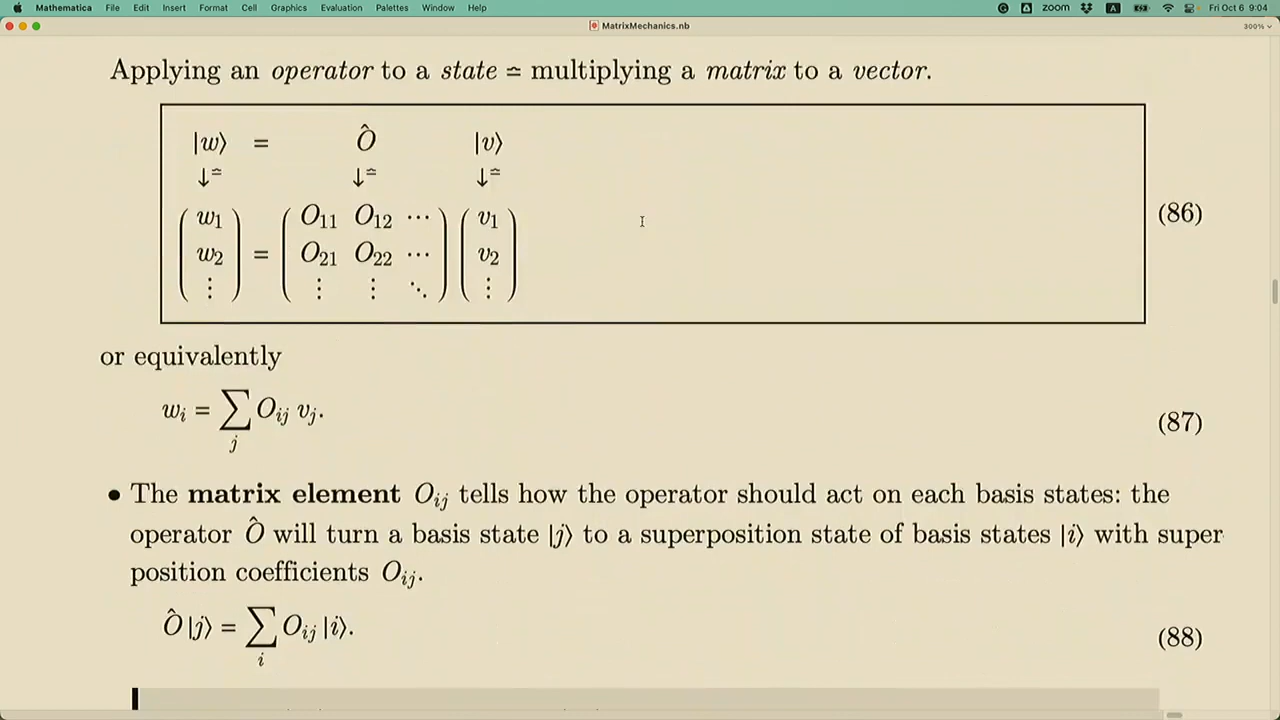 Mathematica File Edit Insert Format Cell Graphics Evaluation Palettes Window Help zoom A Fri Oct 6 9:04
MatrixMechanics.nb 300%
Applying an operator to a state ≃ multiplying a matrix to a vector.
|w⟩ = Ô |v⟩
↓≃ ↓≃ ↓≃
( w₁ w₂ ⋮ ) = ( O₁₁ O₁₂ ⋯ O₂₁ O₂₂ ⋯ ⋮ ⋮ ⋱ ) ( v₁ v₂ ⋮ ) (86)
or equivalently
wᵢ = ∑ⱼ Oᵢⱼ vⱼ. (87)
• The matrix element Oᵢⱼ tells how the operator should act on each basis states: the
operator Ô will turn a basis state |j⟩ to a superposition state of basis states |i⟩ with super
position coefficients Oᵢⱼ.
Ô |j⟩ = ∑ᵢ Oᵢⱼ |i⟩. (88)